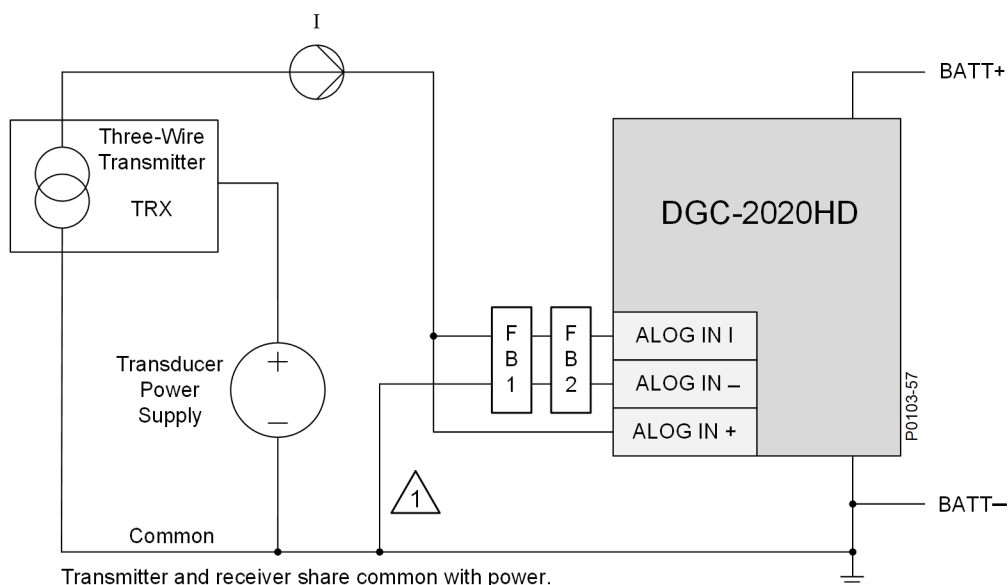 I
BATT+
Three-Wire
Transmitter
TRX
DGC-2020HD
F
B
1
F
B
2
ALOG IN I
ALOG IN –
ALOG IN +
Transducer
Power
Supply
+
–
P0103-57
1
BATT–
Common
Transmitter and receiver share common with power.